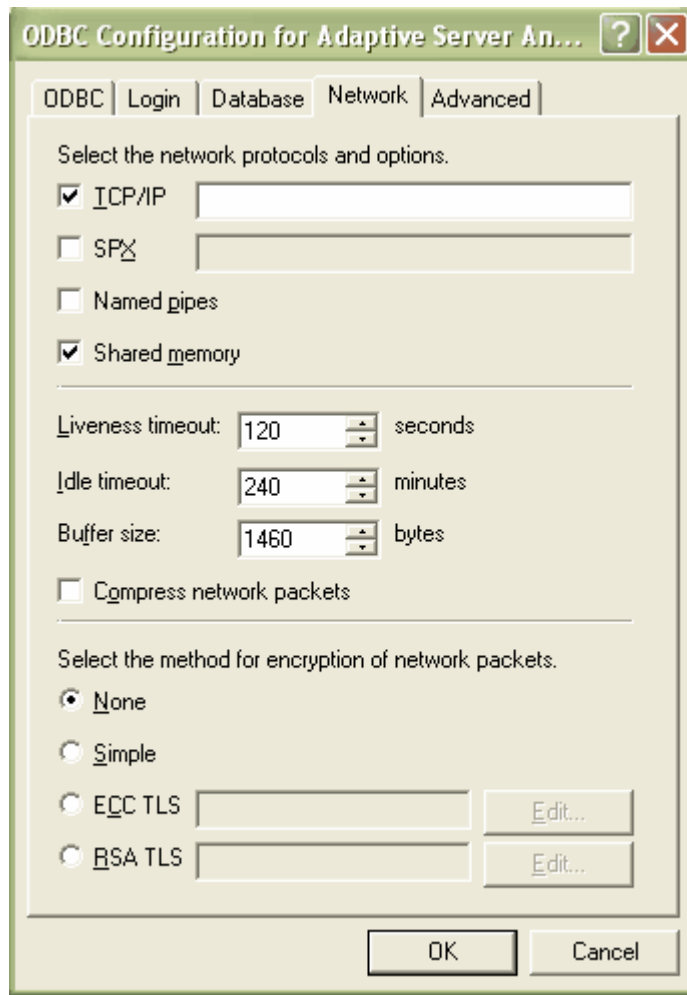 ODBC Configuration for Adaptive Server An...
ODBC Login Database Network Advanced
Select the network protocols and options.
TCP/IP
SPX
Named pipes
Shared memory
Liveness timeout: 120 seconds
Idle timeout: 240 minutes
Buffer size: 1460 bytes
Compress network packets
Select the method for encryption of network packets.
None
Simple
ECC TLS Edit...
RSA TLS Edit...
OK Cancel